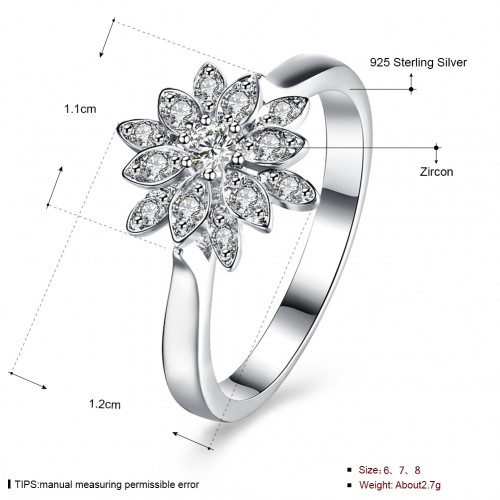 925 Sterling Silver
1.1cm
Zircon
1.2cm
Size: 6、7、8
TIPS:manual measuring permissible error
Weight: About2.7g